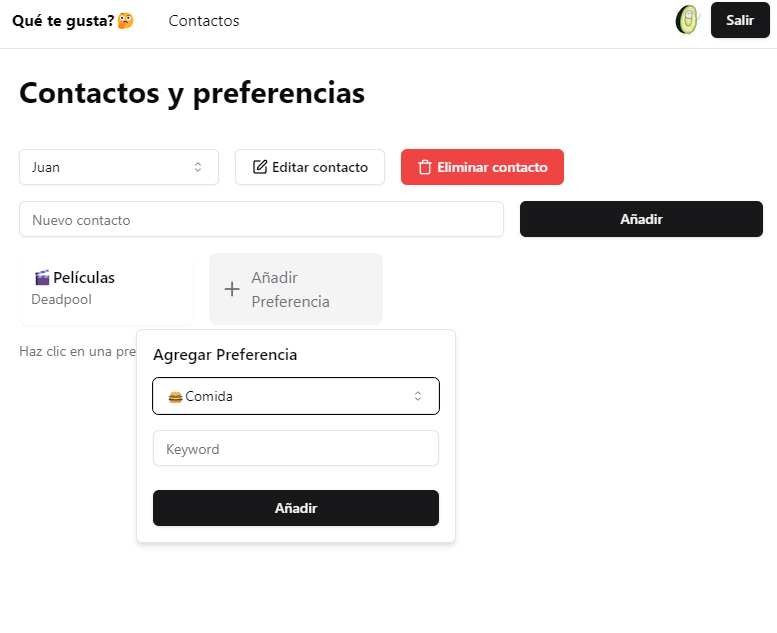 Qué te gusta?🤔 Contactos Salir
Contactos y preferencias
Juan Editar contacto Eliminar contacto
Nuevo contacto Añadir
🎬Películas
Deadpool
Añadir
Preferencia
Haz clic en una pre
Agregar Preferencia
🍔Comida
Keyword
Añadir